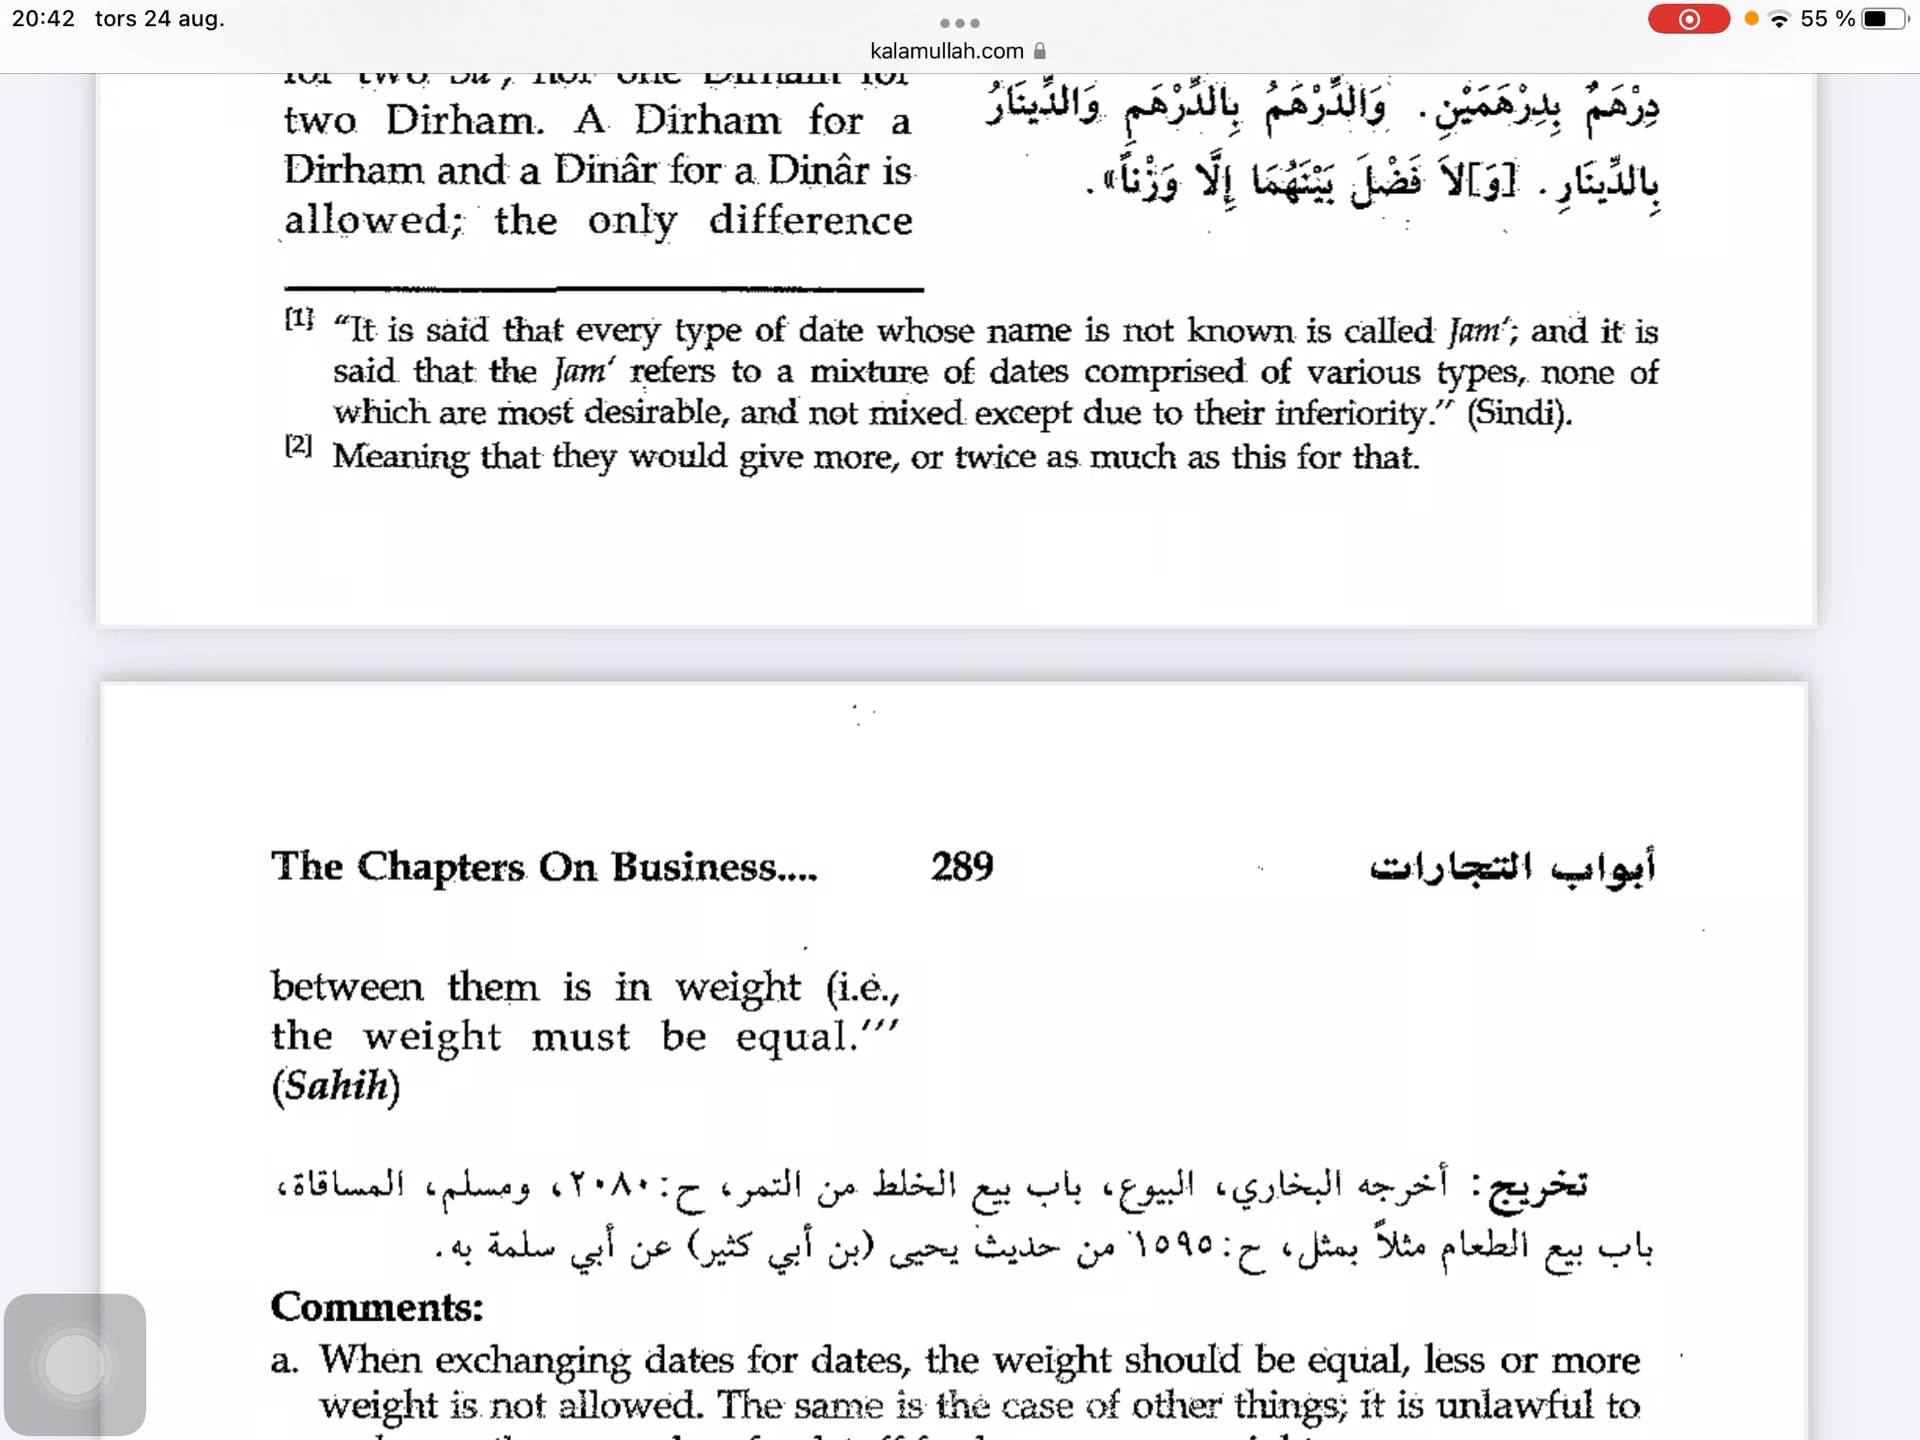 20:42 tors 24 aug.
55 %
kalamullah.com
for two Sa', nor one Dirham for
two Dirham. A Dirham for a
Dirham and a Dinâr for a Dinâr is
allowed; the only difference
دِرْهَمٌ بِدِرْهَمَيْنِ. وَالدِّرْهَمُ بِالدِّرْهَمِ وَالدِّينَارُ
بِالدِّينَارِ. [وَ]لاَ فَضْلَ بَيْنَهُمَا إِلَّا وَزْناً».
[1] “It is said that every type of date whose name is not known is called Jam‘; and it is
said that the Jam‘ refers to a mixture of dates comprised of various types, none of
which are most desirable, and not mixed except due to their inferiority.” (Sindi).
[2] Meaning that they would give more, or twice as much as this for that.
The Chapters On Business.... 289 أبواب التجارات
between them is in weight (i.e.,
the weight must be equal.’”
(Sahih)
تخريج: أخرجه البخاري، البيوع، باب بيع الخلط من التمر، ح:٢٠٨٠، ومسلم، المساقاة،
باب بيع الطعام مثلاً بمثل، ح:١٥٩٥ من حديث يحيى (بن أبي كثير) عن أبي سلمة به.
Comments:
a. When exchanging dates for dates, the weight should be equal, less or more
weight is not allowed. The same is the case of other things; it is unlawful to